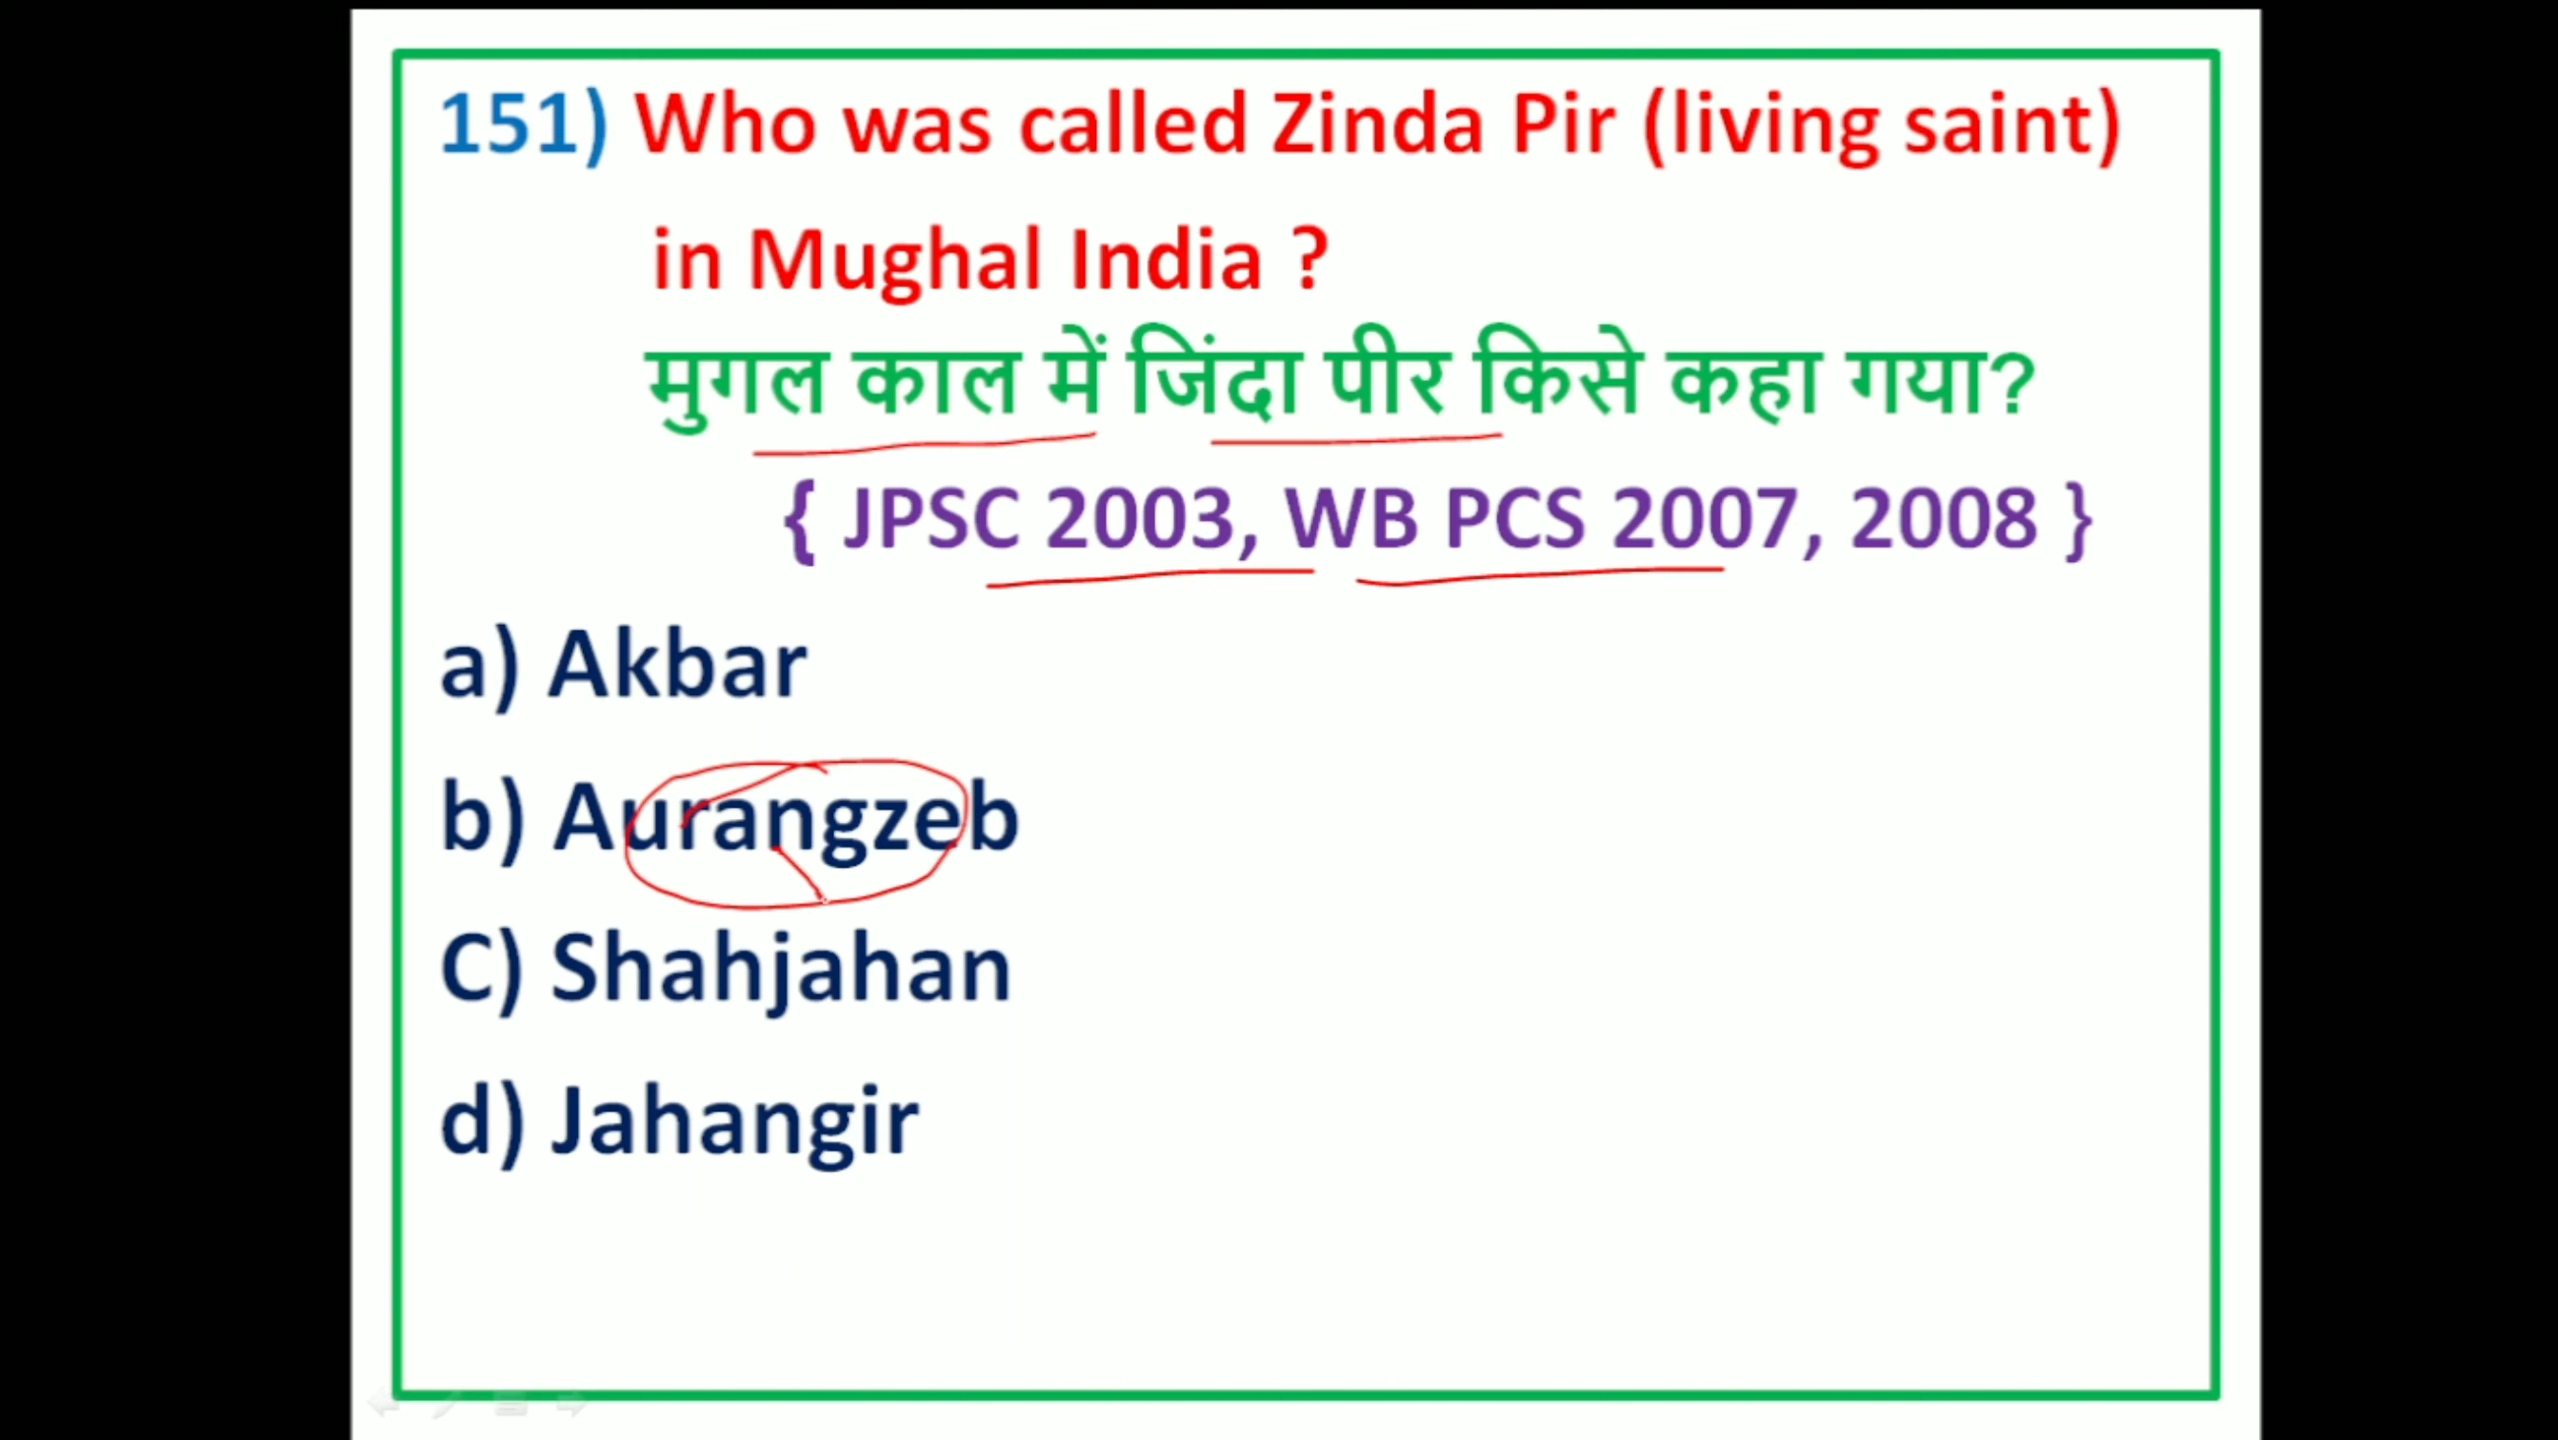 151) Who was called Zinda Pir (living saint)
in Mughal India ?
मुगल काल में जिंदा पीर किसे कहा गया?
{ JPSC 2003, WB PCS 2007, 2008 }
a) Akbar
b) Aurangzeb
C) Shahjahan
d) Jahangir